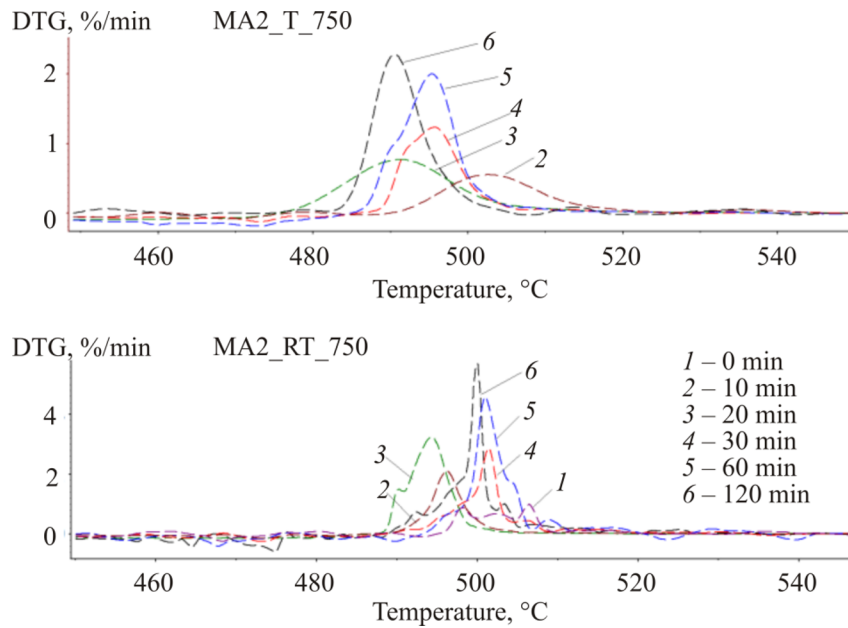 DTG, %/min MA2_T_750
6
2
5
4
1
3
2
0
460 480 500 520 540
Temperature, °C
DTG, %/min MA2_RT_750
6
1 – 0 min
5
2 – 10 min
4
3 – 20 min
3
4
4 – 30 min
2
2
1
5 – 60 min
6 – 120 min
0
460 480 500 520 540
Temperature, °C